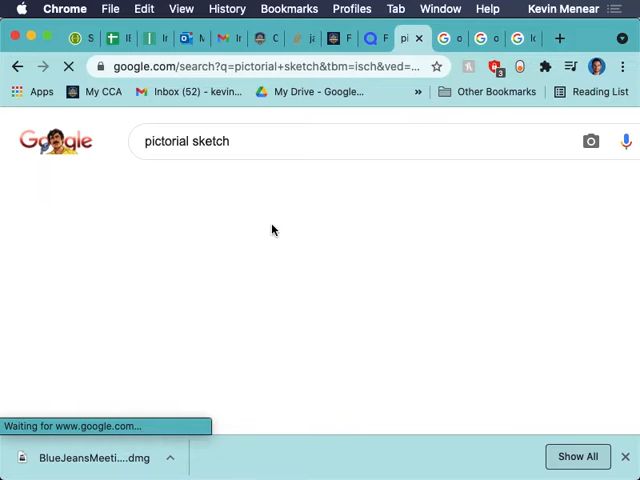 Chrome File Edit View History Bookmarks Profiles Tab Window Help Kevin Menear
google.com/search?q=pictorial+sketch&tbm=isch&ved=...
3
Apps My CCA Inbox (52) - kevin... My Drive - Google... » Other Bookmarks Reading List
Google pictorial sketch
Waiting for www.google.com...
BlueJeansMeeti....dmg Show All